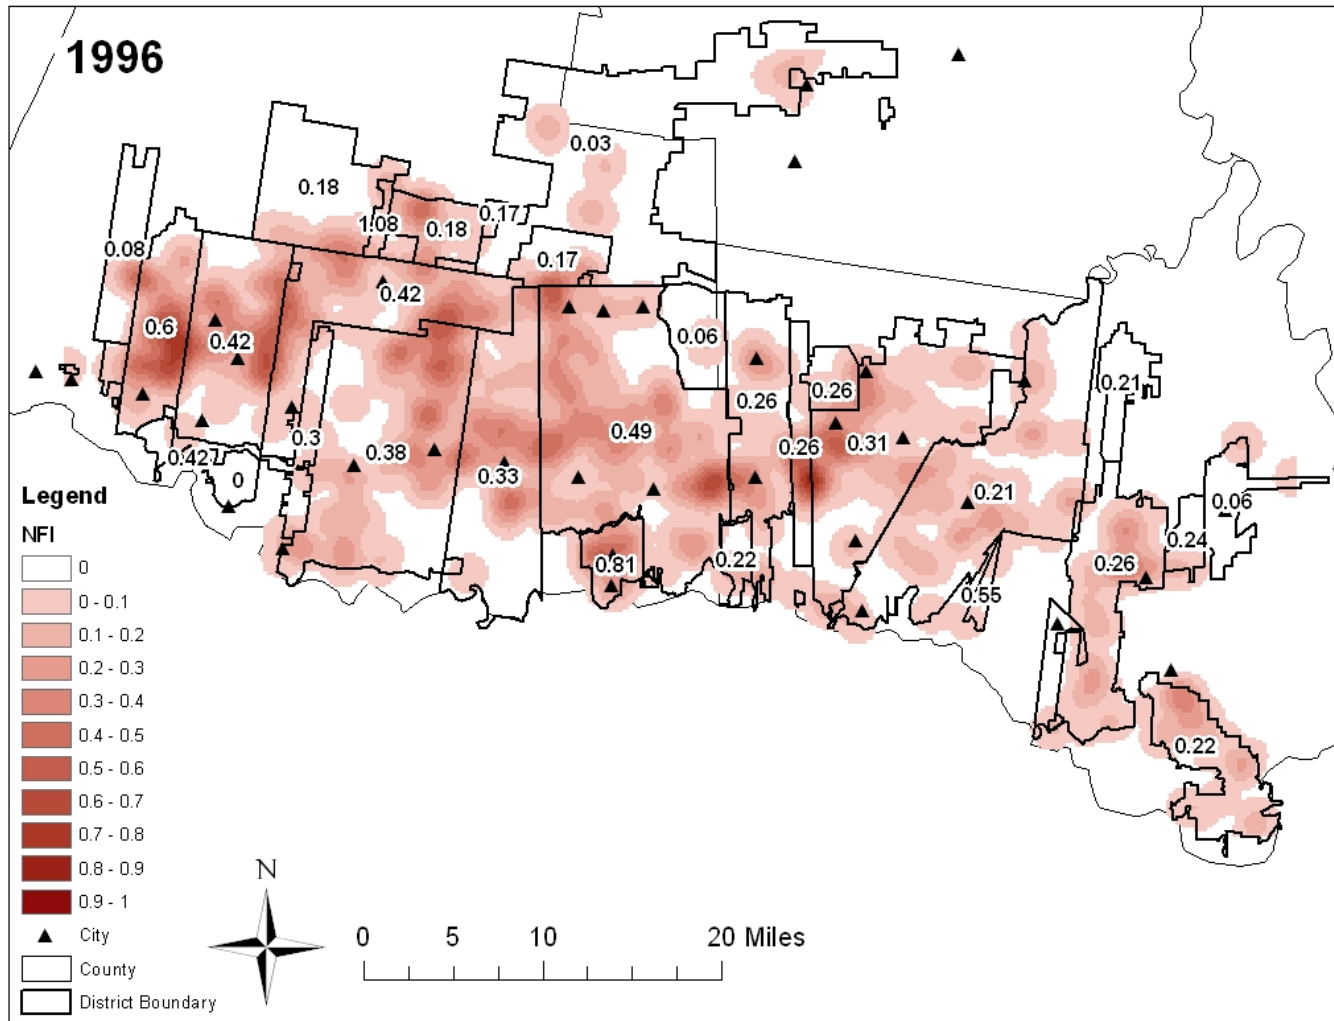 1996
0.03
0.18
1.08
0.18
0.17
0.08
0.17
0.42
0.6
0.42
0.06
0.26
0.26
0.21
0.3
0.38
0.49
0.26
0.31
0.42
0
0.33
0.21
0.06
0.24
0.81
0.22
0.26
0.55
0.22
Legend
NFI
0
0 - 0.1
0.1 - 0.2
0.2 - 0.3
0.3 - 0.4
0.4 - 0.5
0.5 - 0.6
0.6 - 0.7
0.7 - 0.8
0.8 - 0.9
0.9 - 1
City
County
District Boundary
N
0 5 10 20 Miles